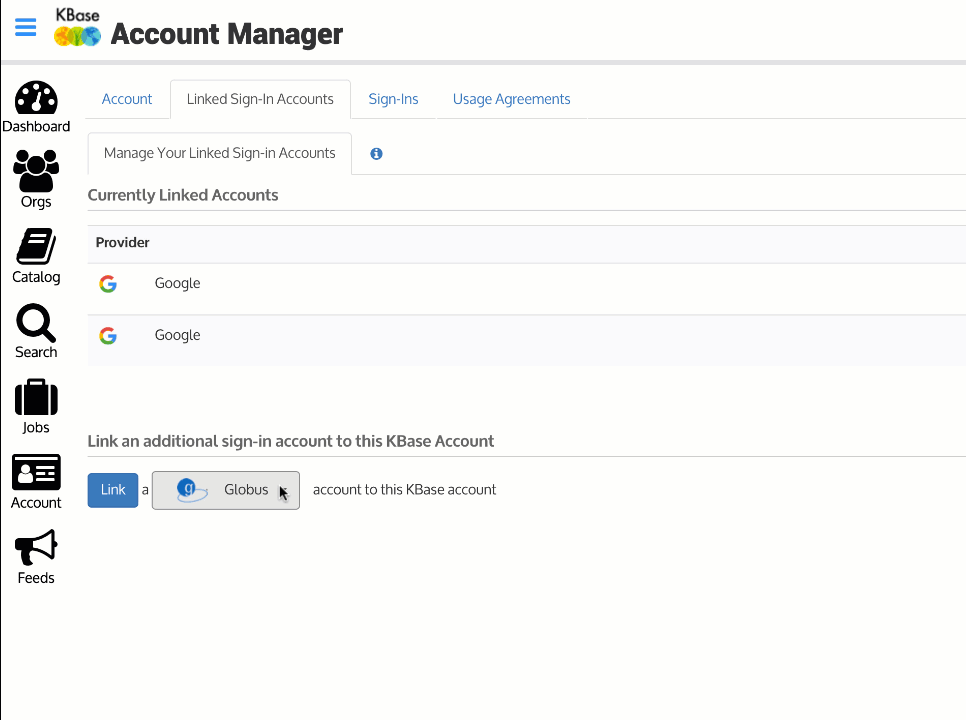 KBase
Account Manager
Account Linked Sign-In Accounts Sign-Ins Usage Agreements
Manage Your Linked Sign-in Accounts
Currently Linked Accounts
Provider
Google
Google
Link an additional sign-in account to this KBase Account
Link a g Globus account to this KBase account
Dashboard
Orgs
Catalog
Search
Jobs
Account
Feeds